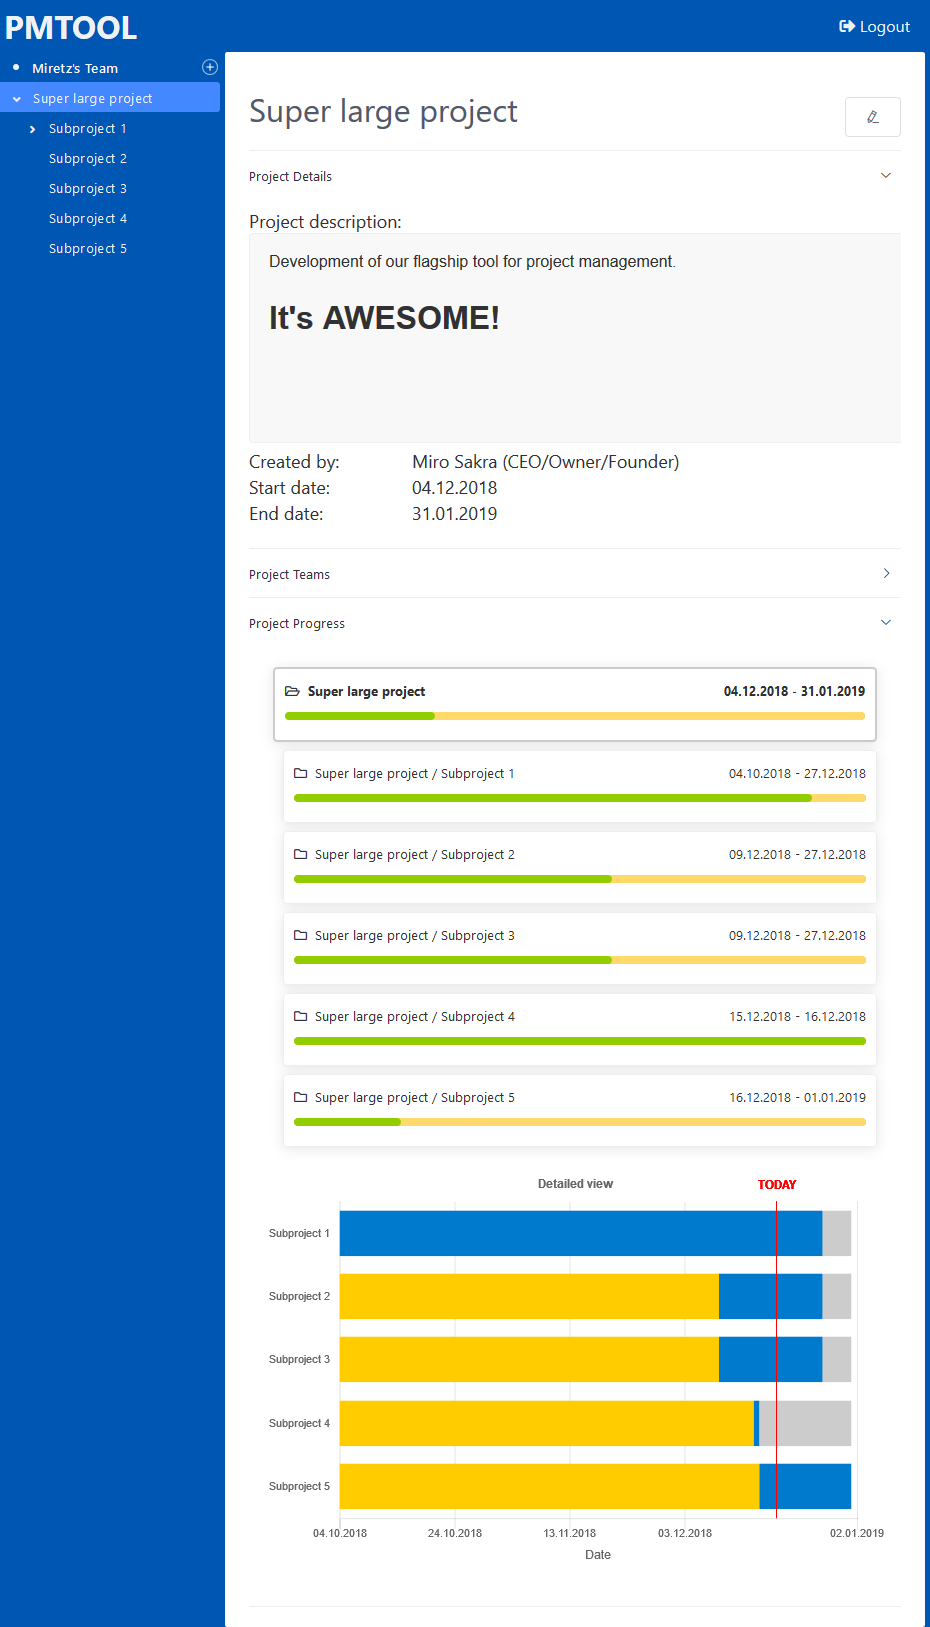 PMTOOL
Logout
Miretz's Team
Super large project
Subproject 1
Subproject 2
Subproject 3
Subproject 4
Subproject 5
Super large project
Project Details
Project description:
Development of our flagship tool for project management.
It's AWESOME!
Created by: Miro Sakra (CEO/Owner/Founder)
Start date: 04.12.2018
End date: 31.01.2019
Project Teams
Project Progress
Super large project 04.12.2018 - 31.01.2019
Super large project / Subproject 1 04.10.2018 - 27.12.2018
Super large project / Subproject 2 09.12.2018 - 27.12.2018
Super large project / Subproject 3 09.12.2018 - 27.12.2018
Super large project / Subproject 4 15.12.2018 - 16.12.2018
Super large project / Subproject 5 16.12.2018 - 01.01.2019
Detailed view TODAY
Subproject 1
Subproject 2
Subproject 3
Subproject 4
Subproject 5
04.10.2018 24.10.2018 13.11.2018 03.12.2018 02.01.2019
Date